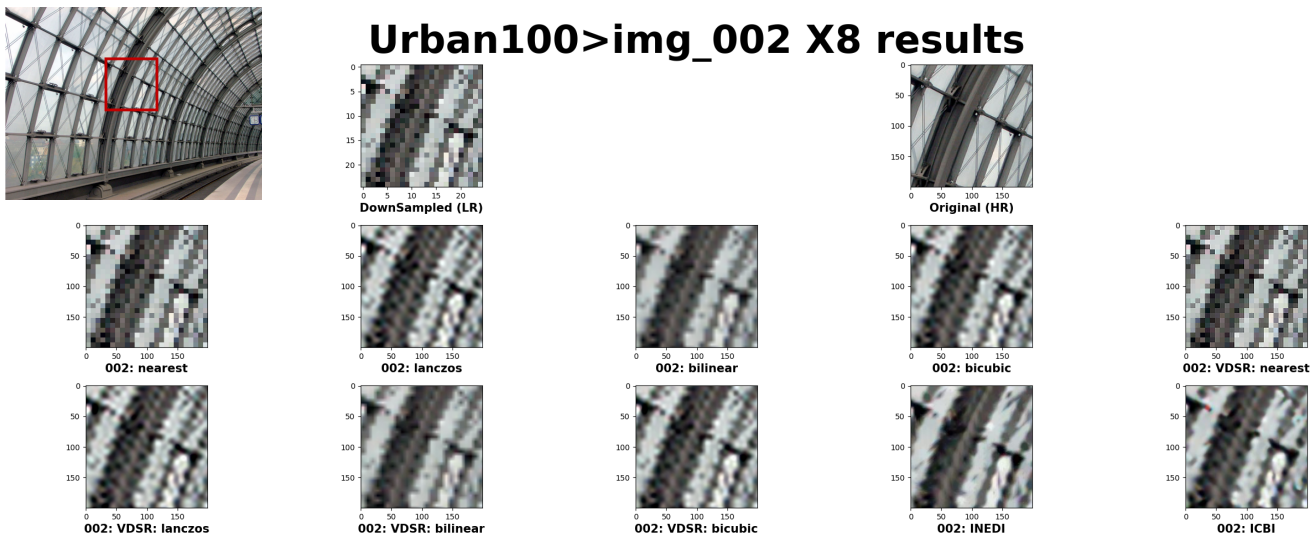 Urban100>img_002 X8 results
0
5
10
15
20
0 5 10 15 20
DownSampled (LR)
0
50
100
150
0 50 100 150
Original (HR)
0
50
100
150
0 50 100 150
002: nearest
0
50
100
150
0 50 100 150
002: lanczos
0
50
100
150
0 50 100 150
002: bilinear
0
50
100
150
0 50 100 150
002: bicubic
0
50
100
150
0 50 100 150
002: VDSR: nearest
0
50
100
150
0 50 100 150
002: VDSR: lanczos
0
50
100
150
0 50 100 150
002: VDSR: bilinear
0
50
100
150
0 50 100 150
002: VDSR: bicubic
0
50
100
150
0 50 100 150
002: INEDI
0
50
100
150
0 50 100 150
002: ICBI